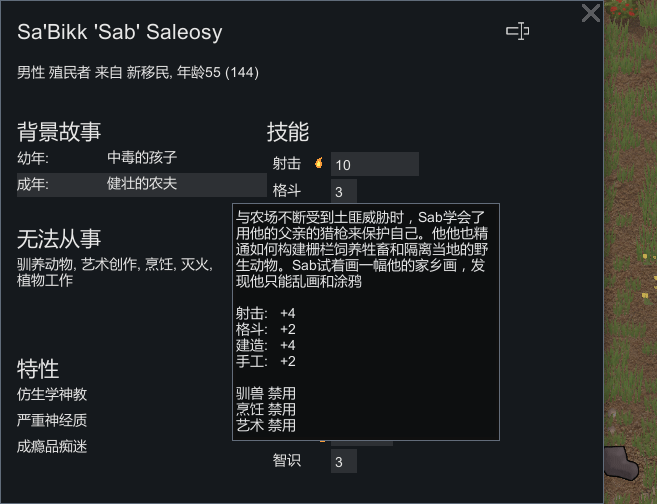 Sa'Bikk 'Sab' Saleosy
男性 殖民者 来自 新移民, 年龄55 (144)
背景故事
幼年: 中毒的孩子
成年: 健壮的农夫
无法从事
驯养动物, 艺术创作, 烹饪, 灭火,
植物工作
特性
仿生学神教
严重神经质
成瘾品痴迷
技能
射击 10
格斗 3
与农场不断受到土匪威胁时，Sab学会了
用他的父亲的猎枪来保护自己。他他也精
通如何构建栅栏饲养牲畜和隔离当地的野
生动物。Sab试着画一幅他的家乡画，发
现他只能乱画和涂鸦
射击: +4
格斗: +2
建造: +4
手工: +2
驯兽 禁用
烹饪 禁用
艺术 禁用
智识 3